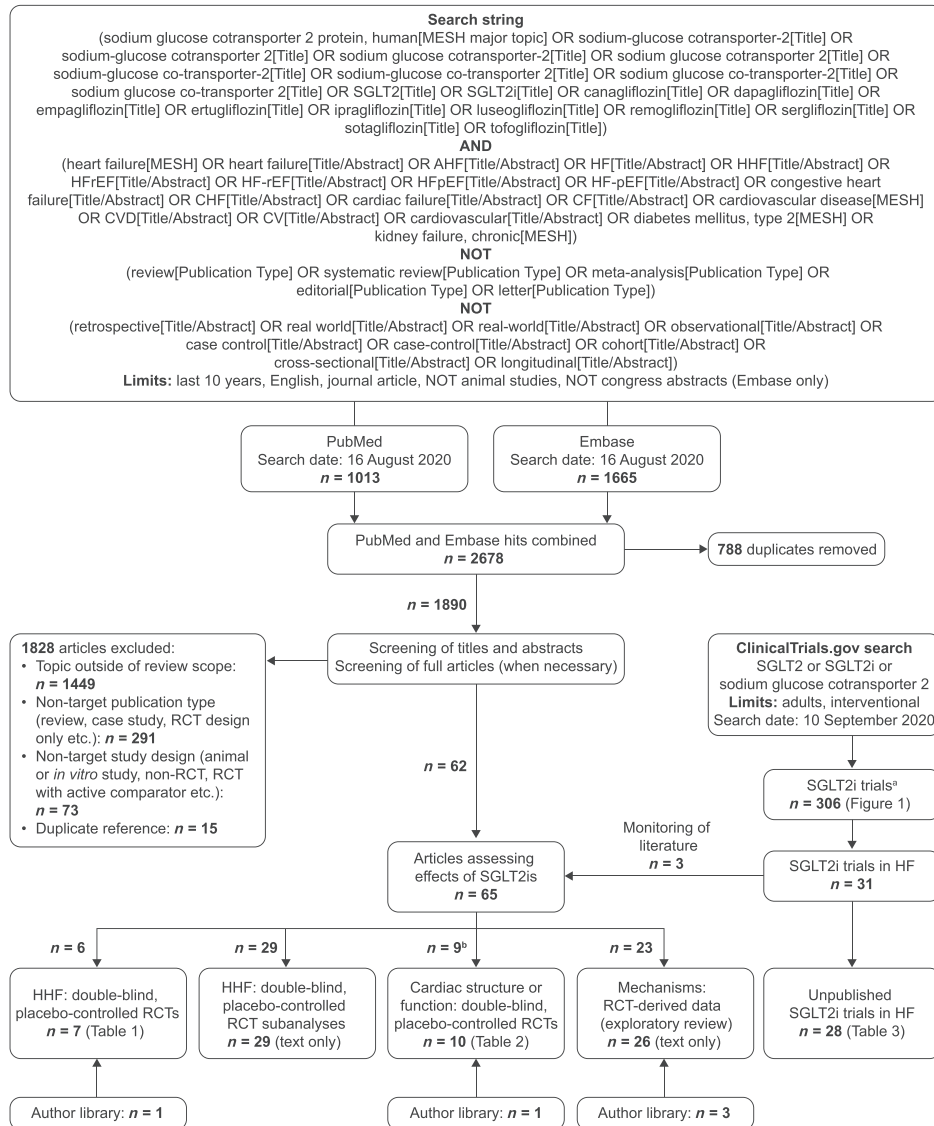 Search string
(sodium glucose cotransporter 2 protein, human[MESH major topic] OR sodium-glucose cotransporter-2[Title] OR
sodium-glucose cotransporter 2[Title] OR sodium glucose cotransporter-2[Title] OR sodium glucose cotransporter 2[Title] OR
sodium-glucose co-transporter-2[Title] OR sodium-glucose co-transporter 2[Title] OR sodium glucose co-transporter-2[Title] OR
sodium glucose co-transporter 2[Title] OR SGLT2[Title] OR SGLT2i[Title] OR canagliflozin[Title] OR dapagliflozin[Title] OR
empagliflozin[Title] OR ertugliflozin[Title] OR ipragliflozin[Title] OR luseogliflozin[Title] OR remogliflozin[Title] OR sergliflozin[Title] OR
sotagliflozin[Title] OR tofogliflozin[Title])
AND
(heart failure[MESH] OR heart failure[Title/Abstract] OR AHF[Title/Abstract] OR HF[Title/Abstract] OR HHF[Title/Abstract] OR
HFrEF[Title/Abstract] OR HF-rEF[Title/Abstract] OR HFpEF[Title/Abstract] OR HF-pEF[Title/Abstract] OR congestive heart
failure[Title/Abstract] OR CHF[Title/Abstract] OR cardiac failure[Title/Abstract] OR CF[Title/Abstract] OR cardiovascular disease[MESH]
OR CVD[Title/Abstract] OR CV[Title/Abstract] OR cardiovascular[Title/Abstract] OR diabetes mellitus, type 2[MESH] OR
kidney failure, chronic[MESH])
NOT
(review[Publication Type] OR systematic review[Publication Type] OR meta-analysis[Publication Type] OR
editorial[Publication Type] OR letter[Publication Type])
NOT
(retrospective[Title/Abstract] OR real world[Title/Abstract] OR real-world[Title/Abstract] OR observational[Title/Abstract] OR
case control[Title/Abstract] OR case-control[Title/Abstract] OR cohort[Title/Abstract] OR
cross-sectional[Title/Abstract] OR longitudinal[Title/Abstract])
Limits: last 10 years, English, journal article, NOT animal studies, NOT congress abstracts (Embase only)
PubMed
Search date: 16 August 2020
n = 1013
Embase
Search date: 16 August 2020
n = 1665
PubMed and Embase hits combined
n = 2678
788 duplicates removed
n = 1890
1828 articles excluded:
• Topic outside of review scope:
n = 1449
• Non-target publication type
(review, case study, RCT design
only etc.): n = 291
• Non-target study design (animal
or in vitro study, non-RCT, RCT
with active comparator etc.):
n = 73
• Duplicate reference: n = 15
Screening of titles and abstracts
Screening of full articles (when necessary)
ClinicalTrials.gov search
SGLT2 or SGLT2i or
sodium glucose cotransporter 2
Limits: adults, interventional
Search date: 10 September 2020
n = 62
SGLT2i trialsᵃ
n = 306 (Figure 1)
Monitoring of
literature
n = 3
Articles assessing
effects of SGLT2is
n = 65
SGLT2i trials in HF
n = 31
n = 6
n = 29
n = 9ᵇ
n = 23
HHF: double-blind,
placebo-controlled RCTs
n = 7 (Table 1)
HHF: double-blind,
placebo-controlled
RCT subanalyses
n = 29 (text only)
Cardiac structure or
function: double-blind,
placebo-controlled RCTs
n = 10 (Table 2)
Mechanisms:
RCT-derived data
(exploratory review)
n = 26 (text only)
Unpublished
SGLT2i trials in HF
n = 28 (Table 3)
Author library: n = 1
Author library: n = 1
Author library: n = 3